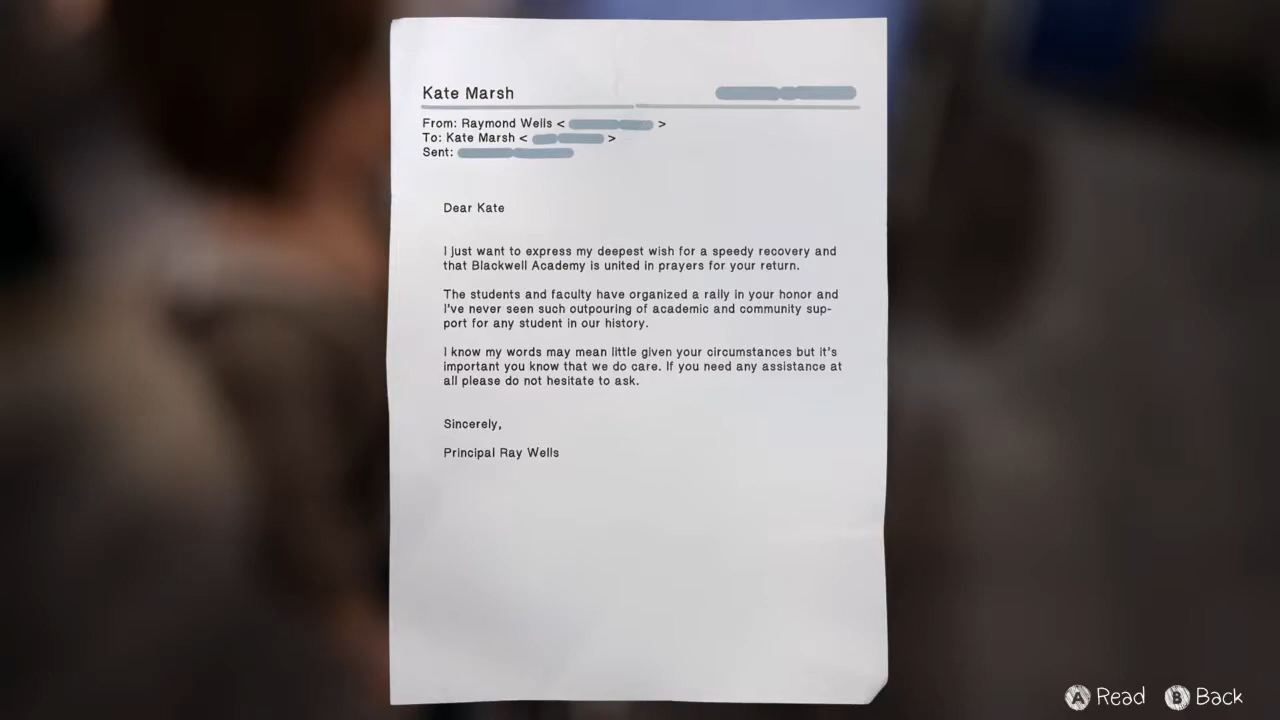 Kate Marsh
From: Raymond Wells < >
To: Kate Marsh < >
Sent:
Dear Kate
I just want to express my deepest wish for a speedy recovery and
that Blackwell Academy is united in prayers for your return.
The students and faculty have organized a rally in your honor and
I've never seen such outpouring of academic and community sup-
port for any student in our history.
I know my words may mean little given your circumstances but it's
important you know that we do care. If you need any assistance at
all please do not hesitate to ask.
Sincerely,
Principal Ray Wells
A Read B Back